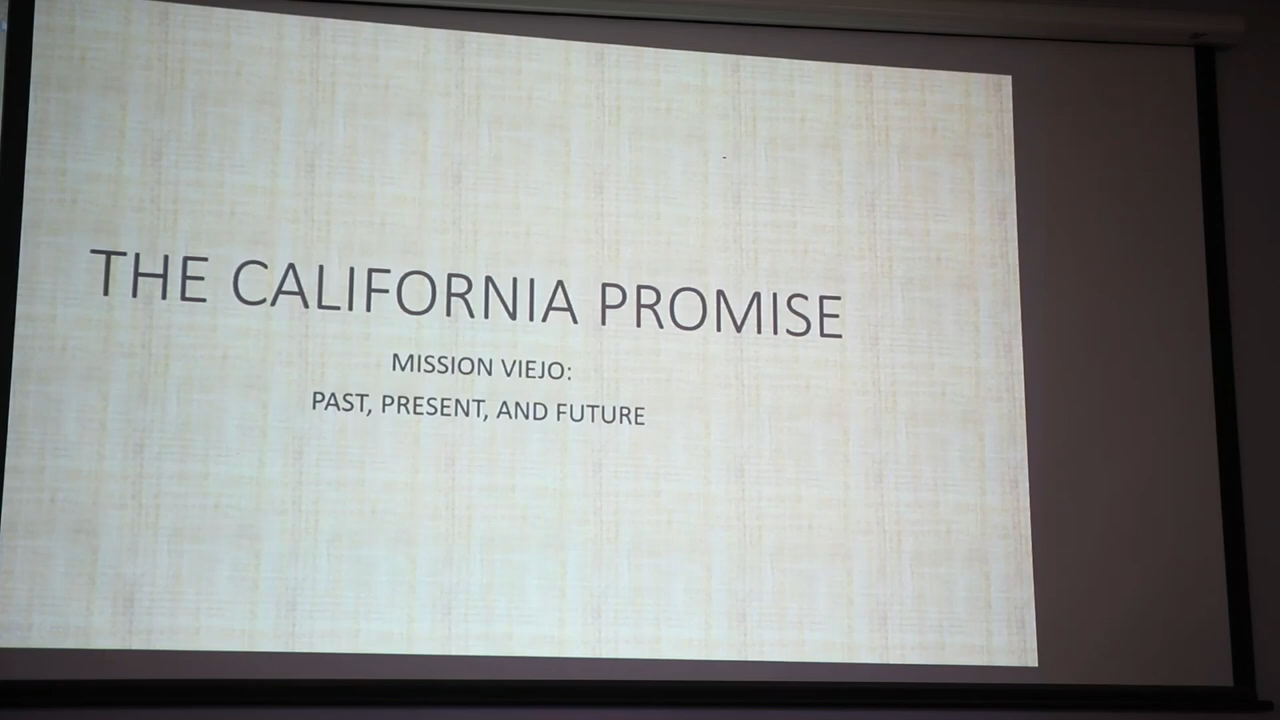 THE CALIFORNIA PROMISE
MISSION VIEJO:
PAST, PRESENT, AND FUTURE